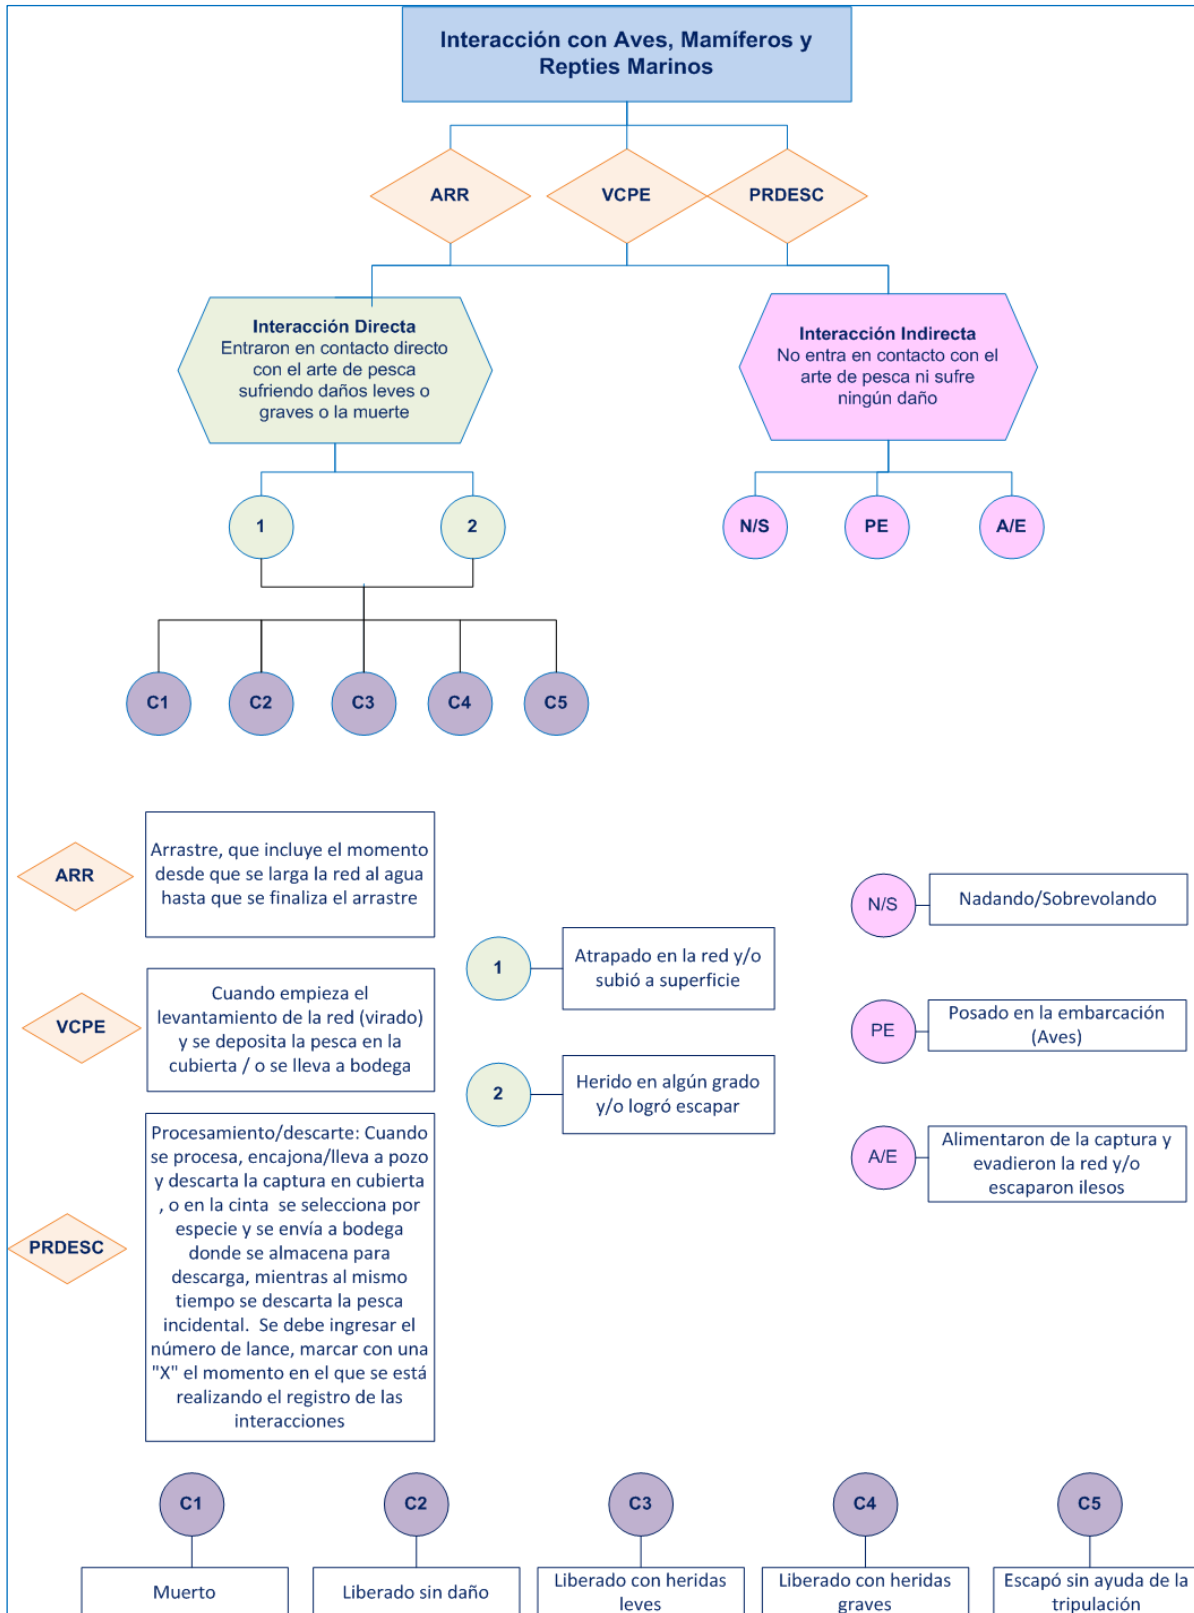 Interacción con Aves, Mamíferos y
Repties Marinos
ARR
VCPE
PRDESC
Interacción Directa
Entraron en contacto directo
con el arte de pesca
sufriendo daños leves o
graves o la muerte
Interacción Indirecta
No entra en contacto con el
arte de pesca ni sufre
ningún daño
1
2
N/S
PE
A/E
C1
C2
C3
C4
C5
ARR
Arrastre, que incluye el momento
desde que se larga la red al agua
hasta que se finaliza el arrastre
VCPE
Cuando empieza el
levantamiento de la red (virado)
y se deposita la pesca en la
cubierta / o se lleva a bodega
PRDESC
Procesamiento/descarte: Cuando
se procesa, encajona/lleva a pozo
y descarta la captura en cubierta
, o en la cinta se selecciona por
especie y se envía a bodega
donde se almacena para
descarga, mientras al mismo
tiempo se descarta la pesca
incidental. Se debe ingresar el
número de lance, marcar con una
"X" el momento en el que se está
realizando el registro de las
interacciones
1
Atrapado en la red y/o
subió a superficie
2
Herido en algún grado
y/o logró escapar
N/S
Nadando/Sobrevolando
PE
Posado en la embarcación
(Aves)
A/E
Alimentaron de la captura y
evadieron la red y/o
escaparon ilesos
C1
Muerto
C2
Liberado sin daño
C3
Liberado con heridas
leves
C4
Liberado con heridas
graves
C5
Escapó sin ayuda de la
tripulación